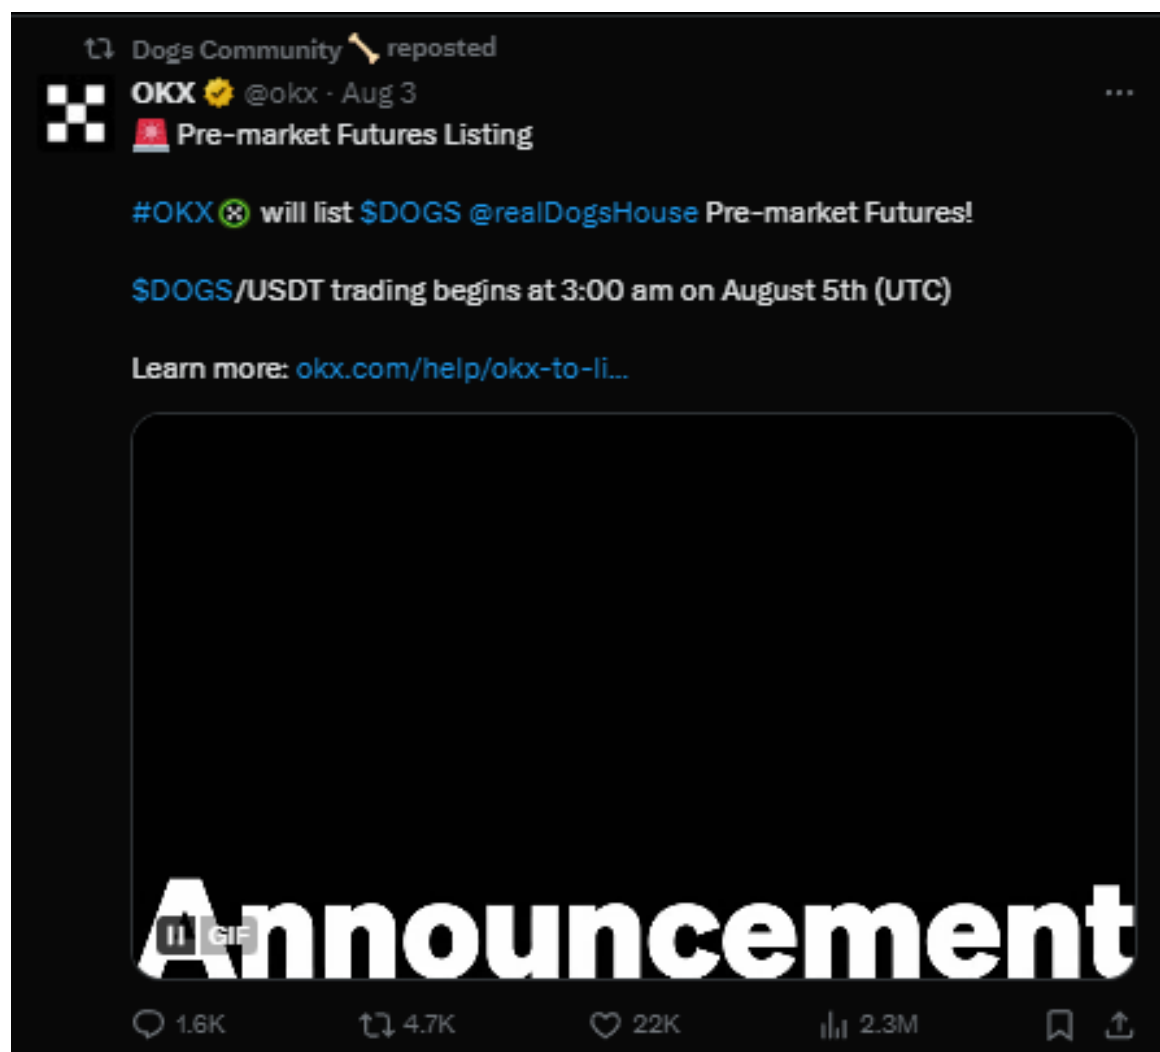 Dogs Community 🦴 reposted
OKX @okx · Aug 3
🚨 Pre-market Futures Listing
#OKX will list $DOGS @realDogsHouse Pre-market Futures!
$DOGS/USDT trading begins at 3:00 am on August 5th (UTC)
Learn more: okx.com/help/okx-to-li...
Announcement
GIF
1.6K 4.7K 22K 2.3M